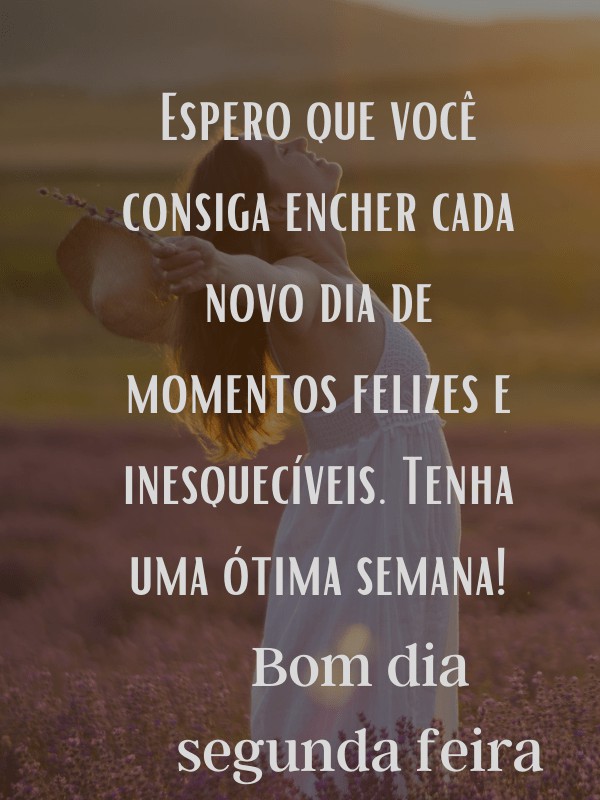 Espero que você
consiga encher cada
novo dia de
momentos felizes e
inesquecíveis. Tenha
uma ótima semana!
Bom dia
segunda feira